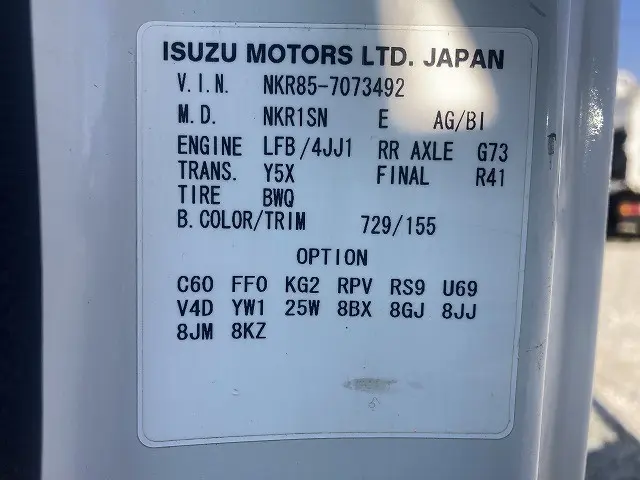 ISUZU MOTORS LTD. JAPAN
V.I.N. NKR85-7073492
M.D. NKR1SN E AG/BI
ENGINE LFB/4JJ1 RR AXLE G73
TRANS. Y5X FINAL R41
TIRE BWQ
B.COLOR/TRIM 729/155
OPTION
C60 FF0 KG2 RPV RS9 U69
V4D YW1 25W 8BX 8GJ 8JJ
8JM 8KZ